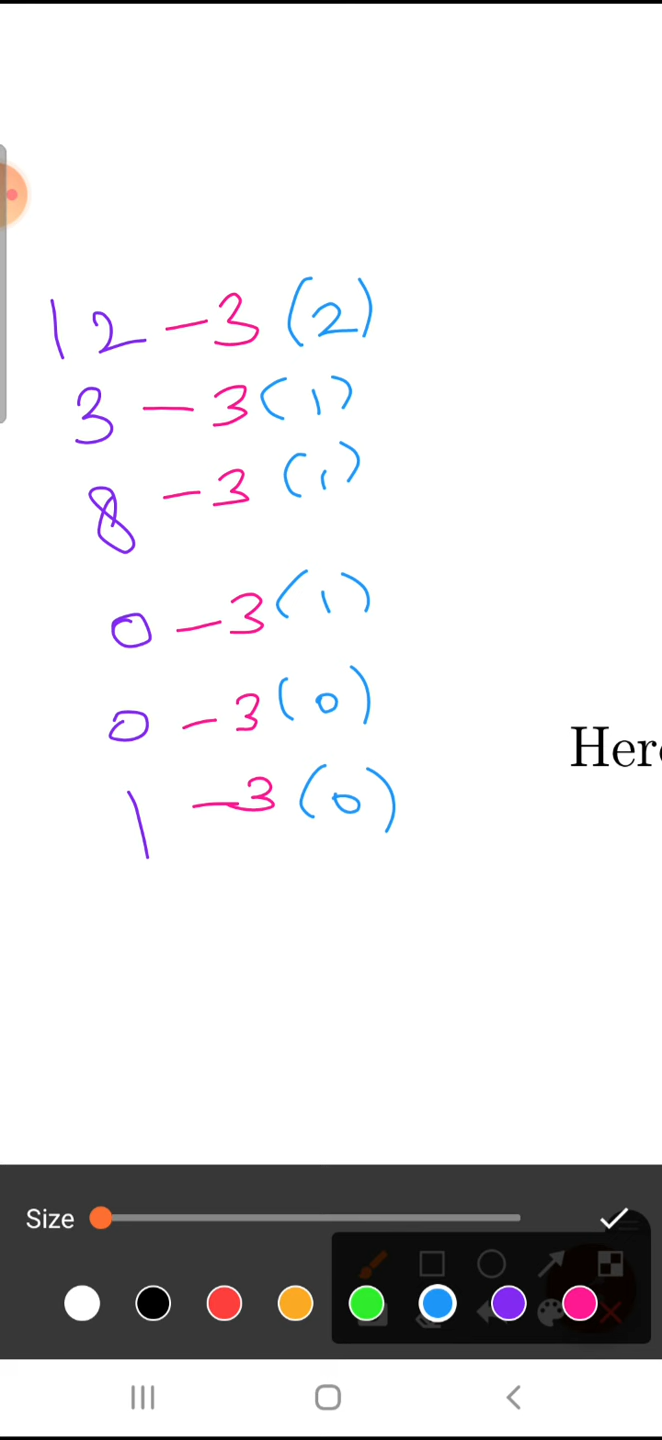 12 - 3 (2)
3 - 3 (1)
8 - 3 (1)
0 - 3 (1)
0 - 3 (0)
Her
1 - 3 (0)
Size